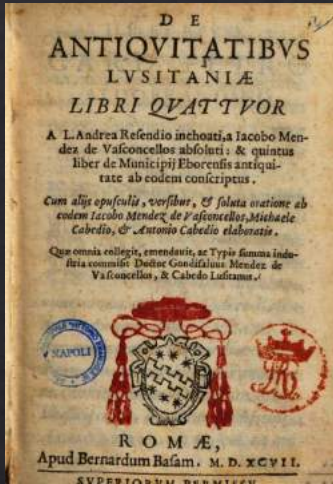 DE
ANTIQVITATIBVS
LVSITANIÆ
LIBRI QVATTVOR
A L. Andrea Resendio inchoati, a Iacobo Men-
dez de Vasconcellos absoluti: & quintus
liber de Municipij Eborensis antiqui-
tate ab eodem conscriptus.
Cum alijs opusculis, versibus, & soluta oratione ab
eodem Iacobo Mendez de Vasconcellos, Michaele
Cabedio, & Antonio Cabedio elaboratis.
Quæ omnia collegit, emendauit, ac Typis summa indu-
stria commisit Doctor Gondisaluus Mendez de
Vasconcellos, & Cabedo Lusitanus.
NAPOLI
ROMÆ,
Apud Bernardum Basam. M. D. XCVII.
SVPERIORVM PERMISSV